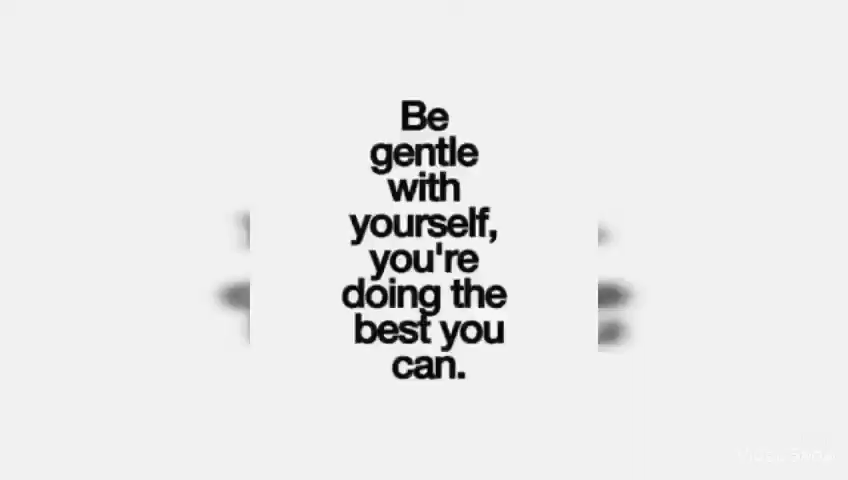 Be
gentle
with
yourself,
you're
doing the
best you
can.